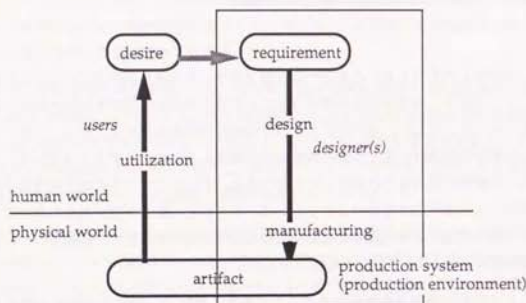 desire
requirement
users
design
designer(s)
utilization
human world
physical world
manufacturing
artifact
production system
(production environment)